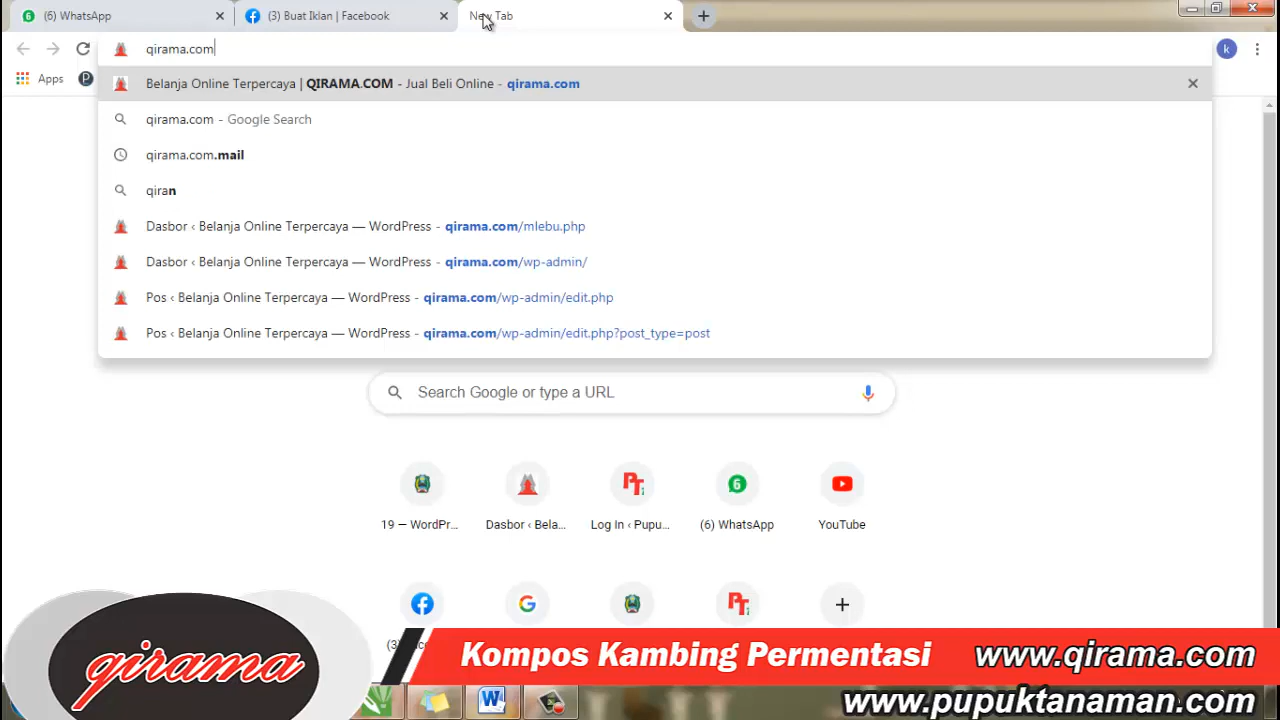 (6) WhatsApp
(3) Buat Iklan | Facebook
New Tab
qirama.com
k
Apps
Belanja Online Terpercaya | QIRAMA.COM - Jual Beli Online - qirama.com
qirama.com - Google Search
qirama.com.mail
qiran
Dasbor ‹ Belanja Online Terpercaya — WordPress - qirama.com/mlebu.php
Dasbor ‹ Belanja Online Terpercaya — WordPress - qirama.com/wp-admin/
Pos ‹ Belanja Online Terpercaya — WordPress - qirama.com/wp-admin/edit.php
Pos ‹ Belanja Online Terpercaya — WordPress - qirama.com/wp-admin/edit.php?post_type=post
Search Google or type a URL
19 — WordPr...
Dasbor ‹ Bela...
Log In ‹ Pupu...
(6) WhatsApp
YouTube
qirama
Kompos Kambing Permentasi
www.qirama.com
www.pupuktanaman.com